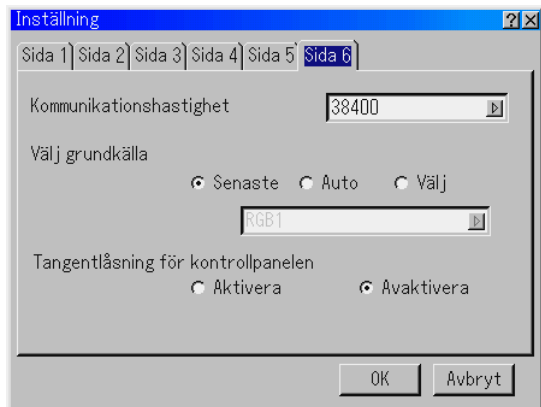 Inställning
Sida 1 Sida 2 Sida 3 Sida 4 Sida 5 Sida 6
Kommunikationshastighet 38400
Välj grundkälla
Senaste Auto Välj
RGB1
Tangentlåsning för kontrollpanelen
Aktivera Avaktivera
OK Avbryt